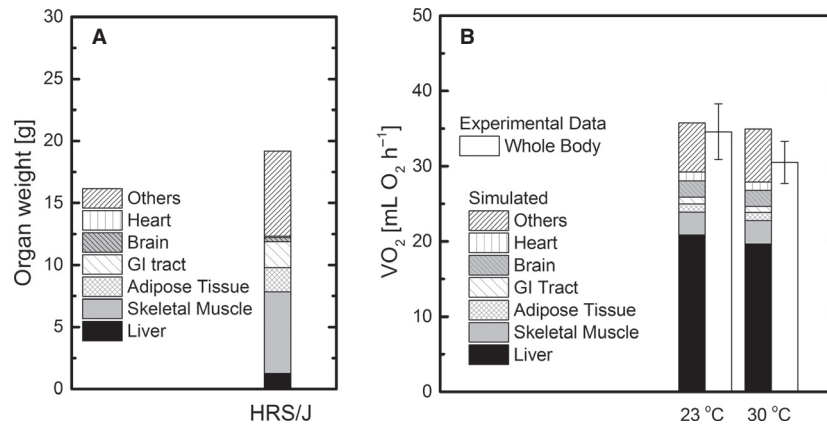 A
Organ weight [g]
30
25
20
15
10
5
0
Others
Heart
Brain
GI tract
Adipose Tissue
Skeletal Muscle
Liver
HRS/J
B
VO₂ [mL O₂ h⁻¹]
50
40
30
20
10
0
Experimental Data
Whole Body
Simulated
Others
Heart
Brain
GI Tract
Adipose Tissue
Skeletal Muscle
Liver
23 °C 30 °C